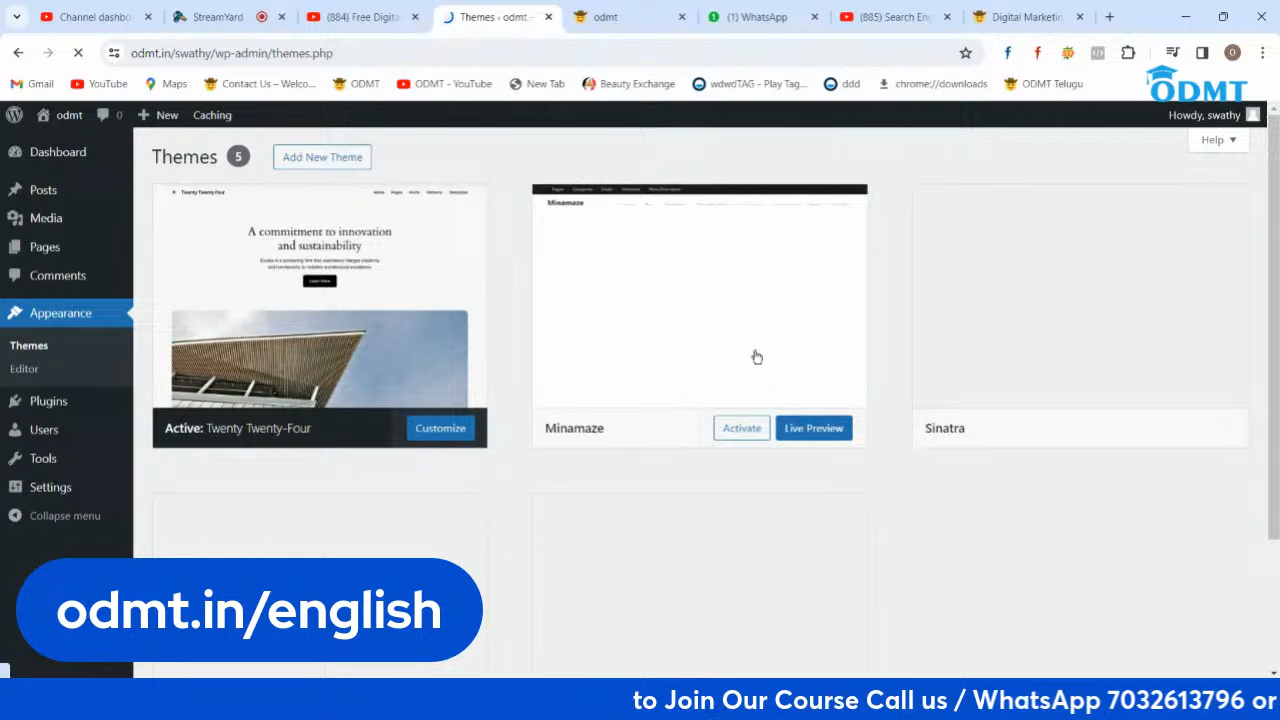 Channel dashbo
StreamYard -
(884) Free Digita
Themes ‹ odmt —
odmt
(1) WhatsApp
(885) Search En
Digital Marketin
odmt.in/swathy/wp-admin/themes.php
Gmail
YouTube
Maps
Contact Us – Welco...
ODMT
ODMT - YouTube
New Tab
Beauty Exchange
wdwdTAG - Play Tag...
ddd
chrome://downloads
ODMT Telugu
ODMT
odmt
0
New
Caching
Howdy, swathy
Help
Dashboard
Posts
Media
Pages
Comments
Appearance
Themes
Editor
Plugins
Users
Tools
Settings
Collapse menu
Themes 5
Add New Theme
Twenty Twenty-Four
A commitment to innovation
and sustainability
Active: Twenty Twenty-Four
Customize
Minamaze
Minamaze
Activate
Live Preview
Sinatra
odmt.in/english
to Join Our Course Call us / WhatsApp 7032613796 or